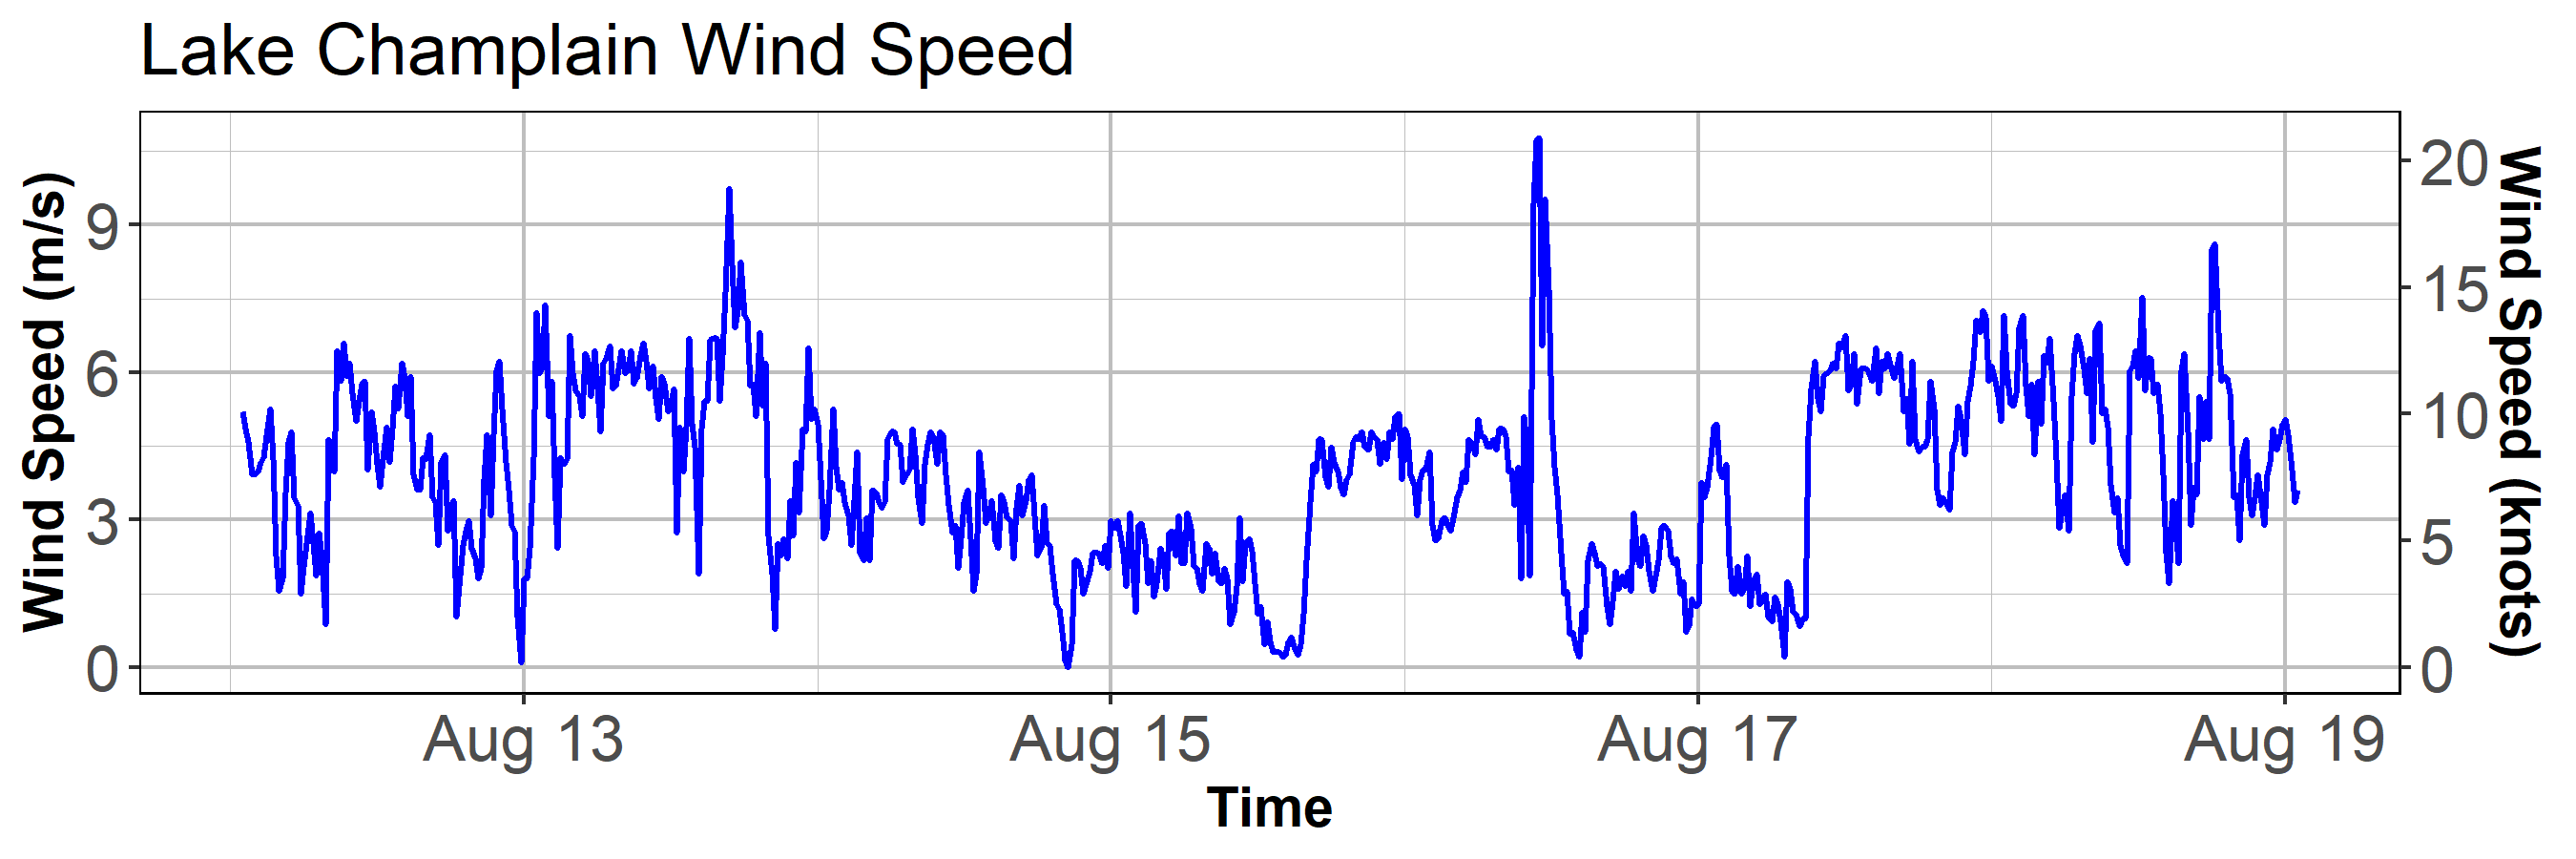 Lake Champlain Wind Speed
Wind Speed (m/s)
9
6
3
0
20
15
10
5
0
Wind Speed (knots)
Aug 13
Aug 15
Aug 17
Aug 19
Time